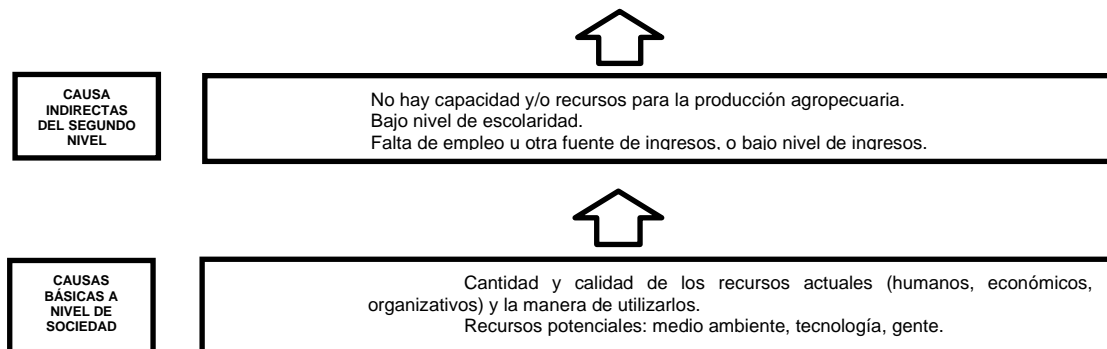 CAUSA
INDIRECTAS
DEL SEGUNDO
NIVEL
No hay capacidad y/o recursos para la producción agropecuaria.
Bajo nivel de escolaridad.
Falta de empleo u otra fuente de ingresos, o bajo nivel de ingresos.
CAUSAS
BÁSICAS A
NIVEL DE
SOCIEDAD
Cantidad y calidad de los recursos actuales (humanos, económicos,
organizativos) y la manera de utilizarlos.
Recursos potenciales: medio ambiente, tecnología, gente.